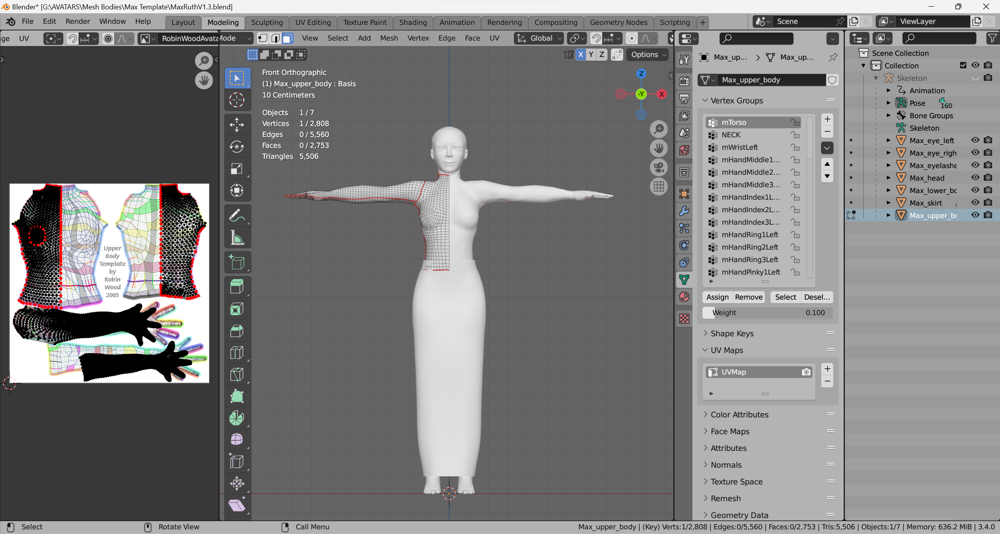 Blender* [G:\AVATARS\Mesh Bodies\Max Template\MaxRuthV1.3.blend]
File Edit Render Window Help Layout Modeling Sculpting UV Editing Texture Paint Shading Animation Rendering Compositing Geometry Nodes Scripting + Scene ViewLayer
ge UV RobinWoodAvata Mode View Select Add Mesh Vertex Edge Face UV Global
X Y Z Options
Front Orthographic
(1) Max_upper_body : Basis
10 Centimeters
Objects 1 / 7
Vertices 1 / 2,808
Edges 0 / 5,560
Faces 0 / 2,753
Triangles 5,506
Z
-Y X
Upper
Body
Template
by
Robin
Wood
2005
Max_up... > Max_up...
Max_upper_body
Vertex Groups
mTorso
NECK
mWristLeft
mHandMiddle1...
mHandMiddle2...
mHandMiddle3...
mHandIndex1L...
mHandIndex2L...
mHandIndex3L...
mHandRing1Left
mHandRing2Left
mHandRing3Left
mHandPinky1Left
Assign Remove Select Desel...
Weight 0.100
Shape Keys
UV Maps
UVMap
Color Attributes
Face Maps
Attributes
Normals
Texture Space
Remesh
Geometry Data
Scene Collection
Collection
Skeleton
Animation
Pose 160
Bone Groups
Skeleton
Max_eye_left
Max_eye_righ
Max_eyelashe
Max_head
Max_lower_bo
Max_skirt
Max_upper_bo
Select Rotate View Call Menu
Max_upper_body | (Key) Verts:1/2,808 | Edges:0/5,560 | Faces:0/2,753 | Tris:5,506 | Objects:1/7 | Memory: 636.2 MiB | 3.4.0